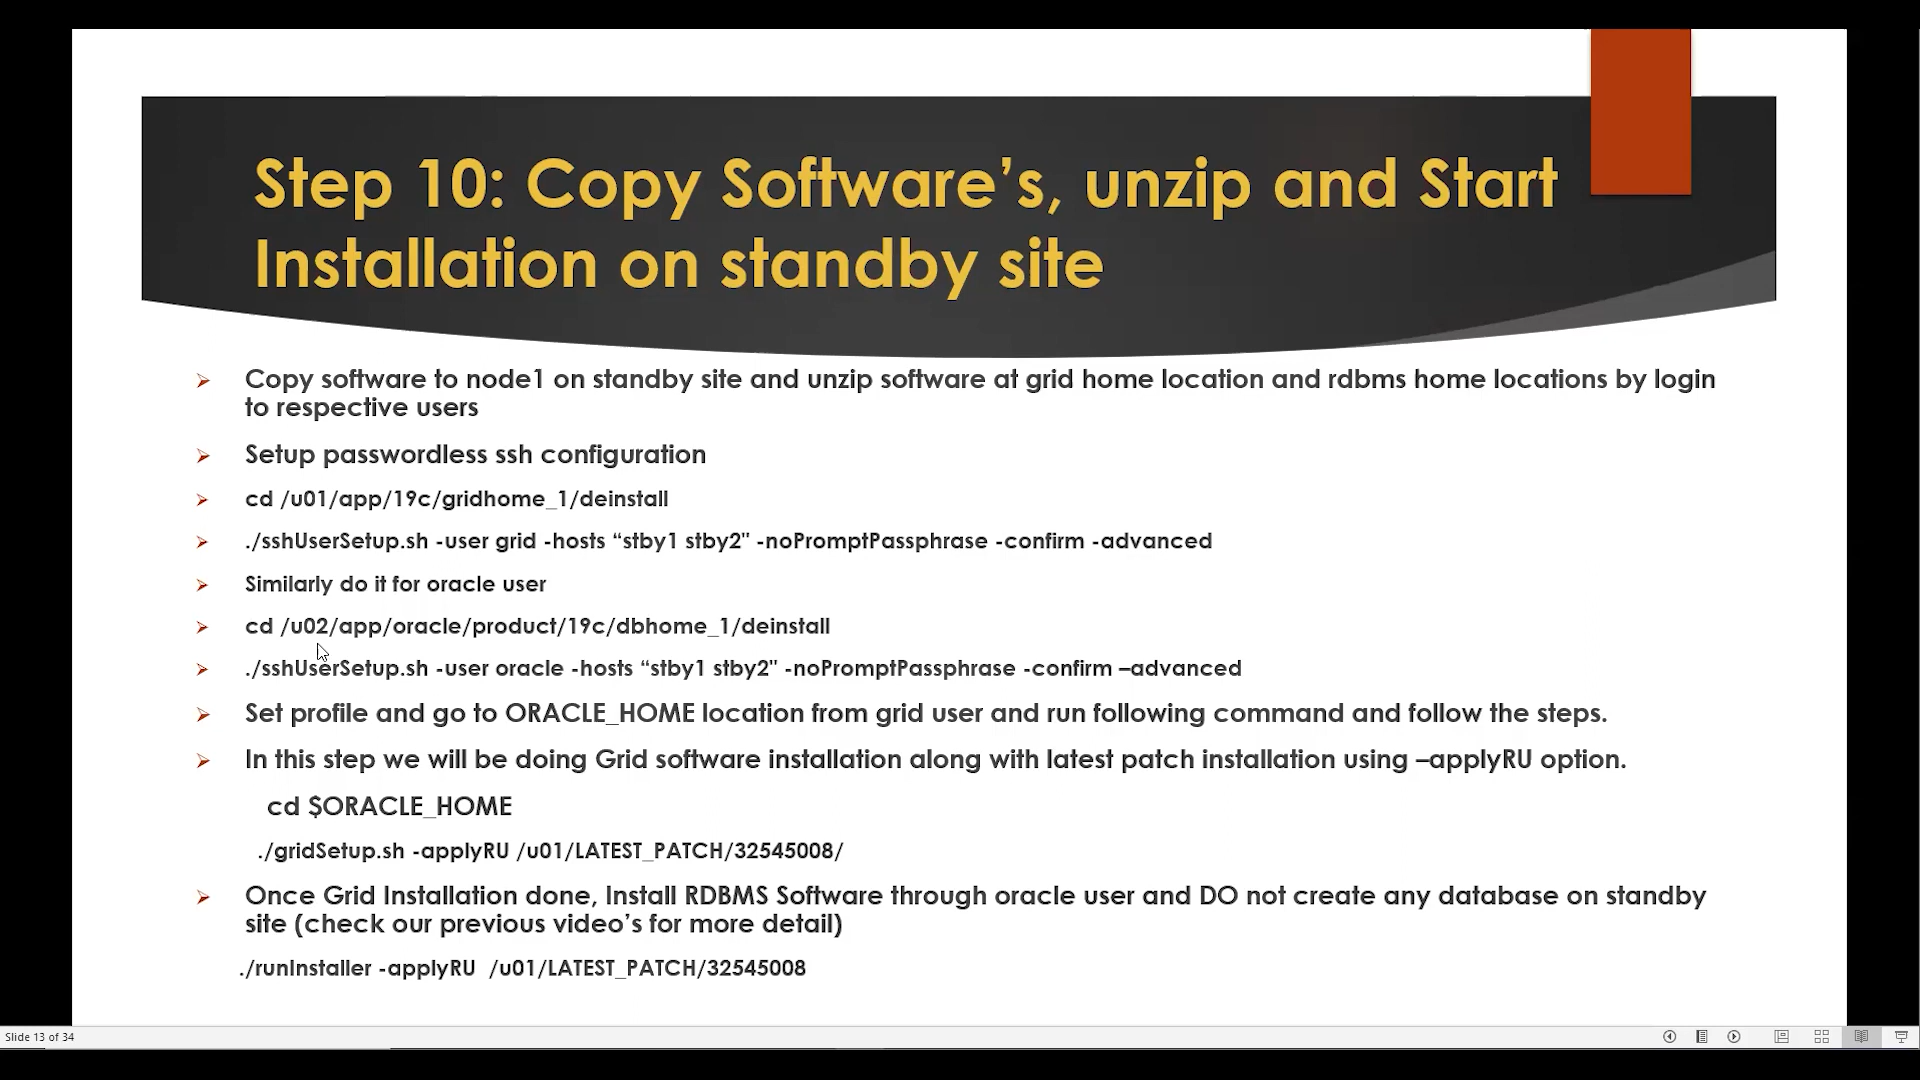 Step 10: Copy Software’s, unzip and Start
Installation on standby site
Copy software to node1 on standby site and unzip software at grid home location and rdbms home locations by login
to respective users
Setup passwordless ssh configuration
cd /u01/app/19c/gridhome_1/deinstall
./sshUserSetup.sh -user grid -hosts “stby1 stby2" -noPromptPassphrase -confirm -advanced
Similarly do it for oracle user
cd /u02/app/oracle/product/19c/dbhome_1/deinstall
./sshUserSetup.sh -user oracle -hosts “stby1 stby2" -noPromptPassphrase -confirm –advanced
Set profile and go to ORACLE_HOME location from grid user and run following command and follow the steps.
In this step we will be doing Grid software installation along with latest patch installation using –applyRU option.
cd $ORACLE_HOME
./gridSetup.sh -applyRU /u01/LATEST_PATCH/32545008/
Once Grid Installation done, Install RDBMS Software through oracle user and DO not create any database on standby
site (check our previous video’s for more detail)
./runInstaller -applyRU /u01/LATEST_PATCH/32545008
Slide 13 of 34